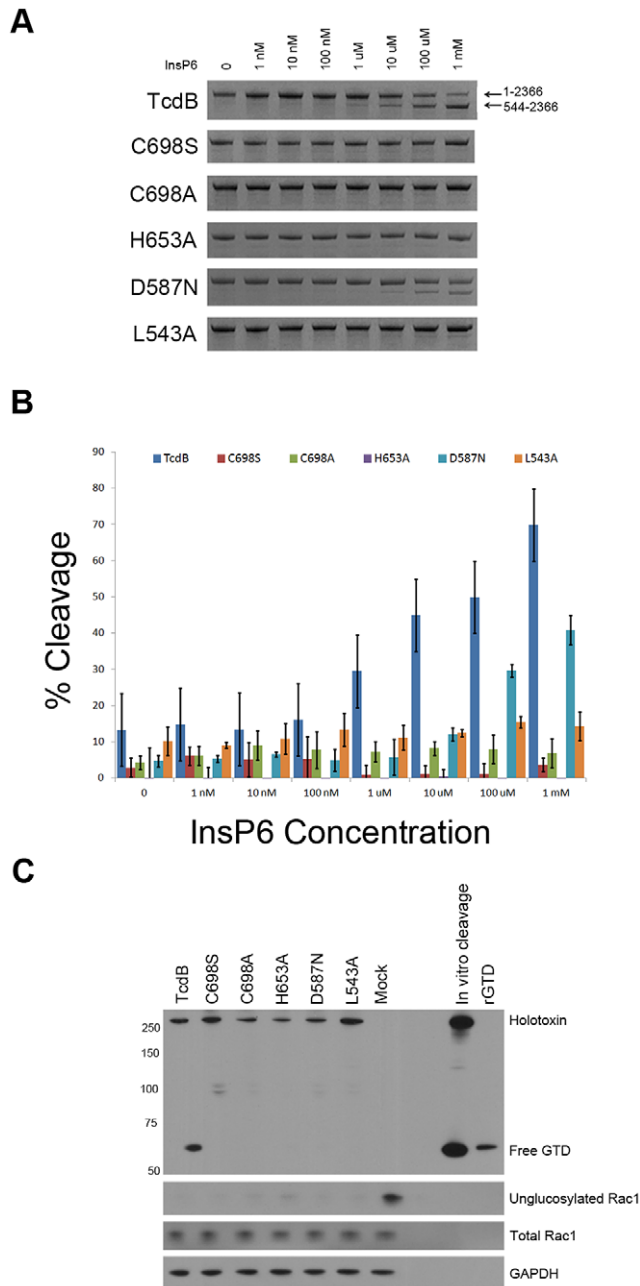 A
InsP6 0 1 nM 10 nM 100 nM 1 uM 10 uM 100 uM 1 mM
TcdB
1-2366
544-2366
C698S
C698A
H653A
D587N
L543A
B
90
80
70
60
50
40
30
20
10
0
% Cleavage
TcdB C698S C698A H653A D587N L543A
0 1 nM 10 nM 100 nM 1 uM 10 uM 100 uM 1 mM
InsP6 Concentration
C
TcdB C698S C698A H653A D587N L543A Mock In vitro cleavage rGTD
250
150
100
75
50
Holotoxin
Free GTD
Unglucosylated Rac1
Total Rac1
GAPDH